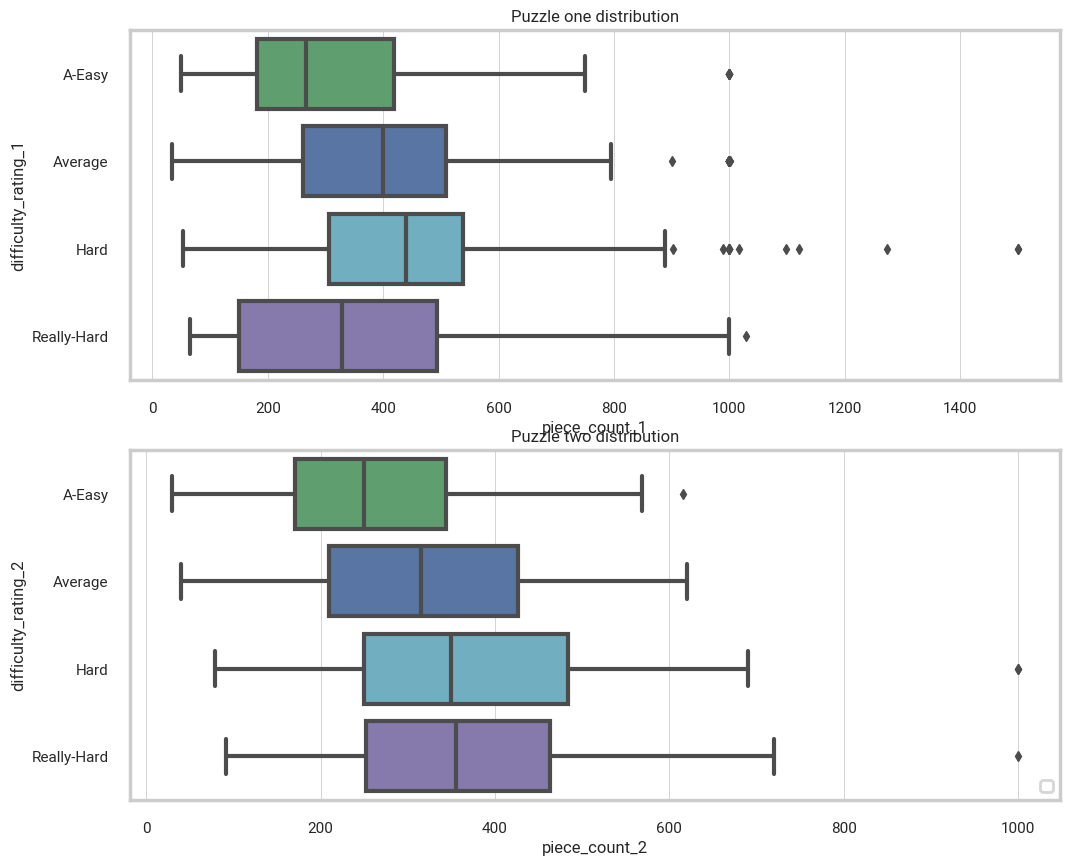 Puzzle one distribution
difficulty_rating_1
A-Easy
Average
Hard
Really-Hard
0 200 400 600 800 1000 1200 1400
piece_count_1
Puzzle two distribution
difficulty_rating_2
A-Easy
Average
Hard
Really-Hard
0 200 400 600 800 1000
piece_count_2